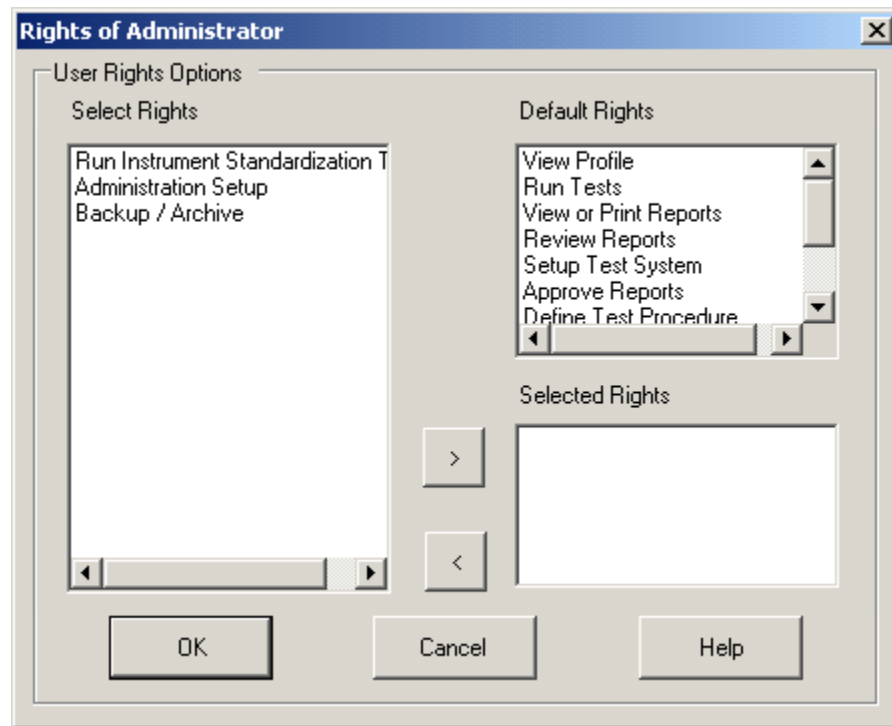 Rights of Administrator
User Rights Options
Select Rights
Run Instrument Standardization T
Administration Setup
Backup / Archive
Default Rights
View Profile
Run Tests
View or Print Reports
Review Reports
Setup Test System
Approve Reports
Define Test Procedure
Selected Rights
>
<
OK
Cancel
Help